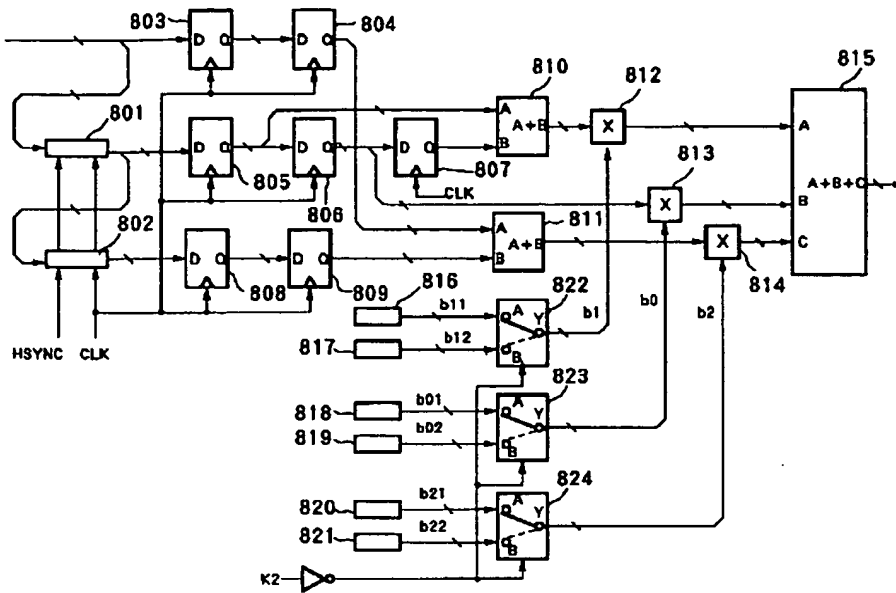 803
804
D Q
D Q
810
812
815
801
A
A+B
B
X
A
D Q
D Q
D Q
813
805
806
807
CLK
X
A+B+C
B
802
811
A
A+B
B
X
C
814
D Q
D Q
808
809
816
822
HSYNC
CLK
b11
A
Y
b1
b0
b2
817
b12
B
823
818
b01
A
Y
819
b02
B
824
820
b21
A
Y
821
b22
B
K2